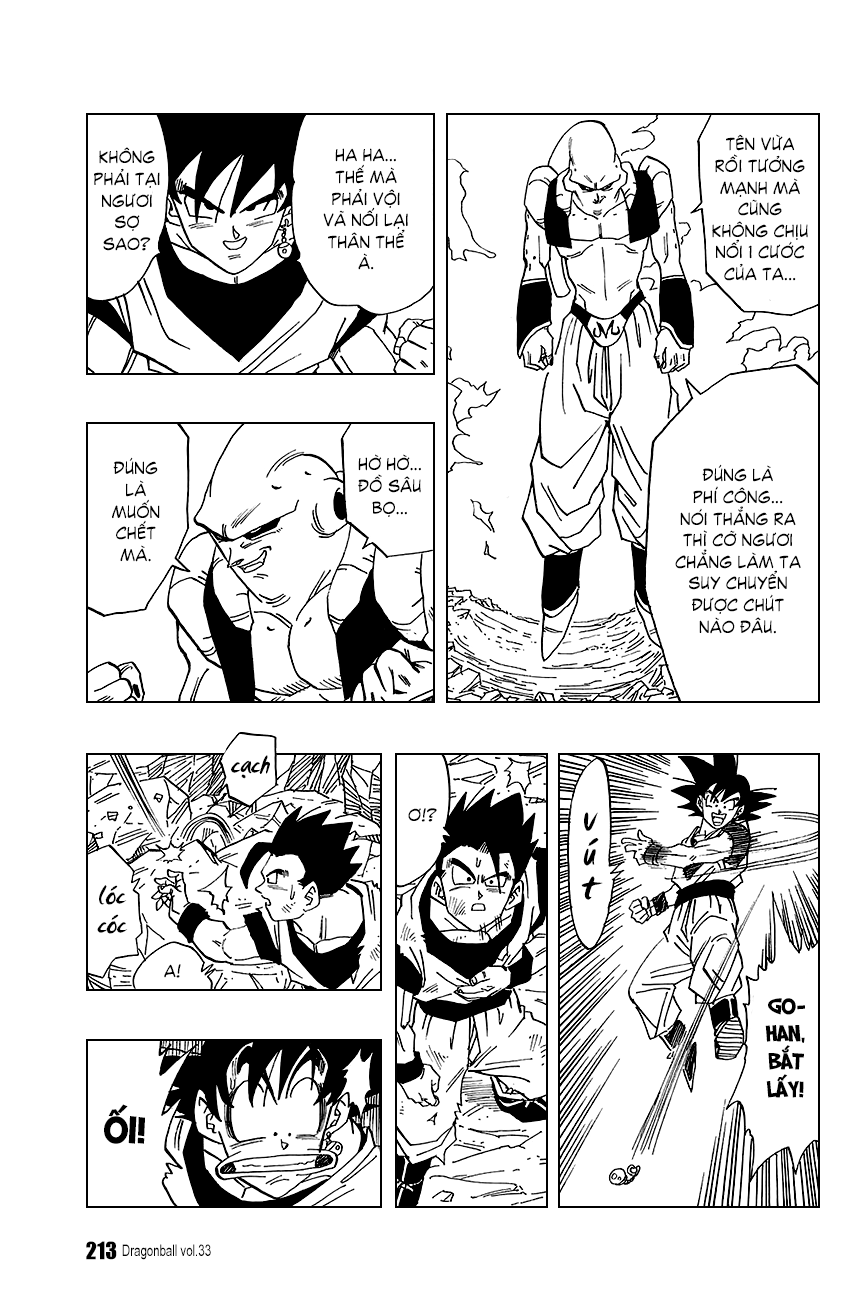 TÊN VỪA
RỒI TƯỚNG
MẠNH MÀ
CŨNG
KHÔNG CHỊU
NỔI 1 CƯỚC
CỦA TA...
ĐÚNG LÀ
PHÍ CÔNG...
NÓI THẲNG RA
THÌ CỠ NGƯƠI
CHẲNG LÀM TA
SUY CHUYỂN
ĐƯỢC CHÚT
NÀO ĐÂU.
HA HA...
THẾ MÀ
PHẢI VỘI
VÃ NỐI LẠI
THÂN THỂ
À.
KHÔNG
PHẢI TẠI
NGƯƠI
SỢ
SAO?
HỜ HỜ...
ĐỒ SÂU
BỌ...
ĐÚNG
LÀ
MUỐN
CHẾT
MÀ.
VÚT
GO-
HAN,
BẮT
LẤY!
Ơ!?
cạch
lóc
cóc
A!
ỐI!
213 Dragonball vol.33